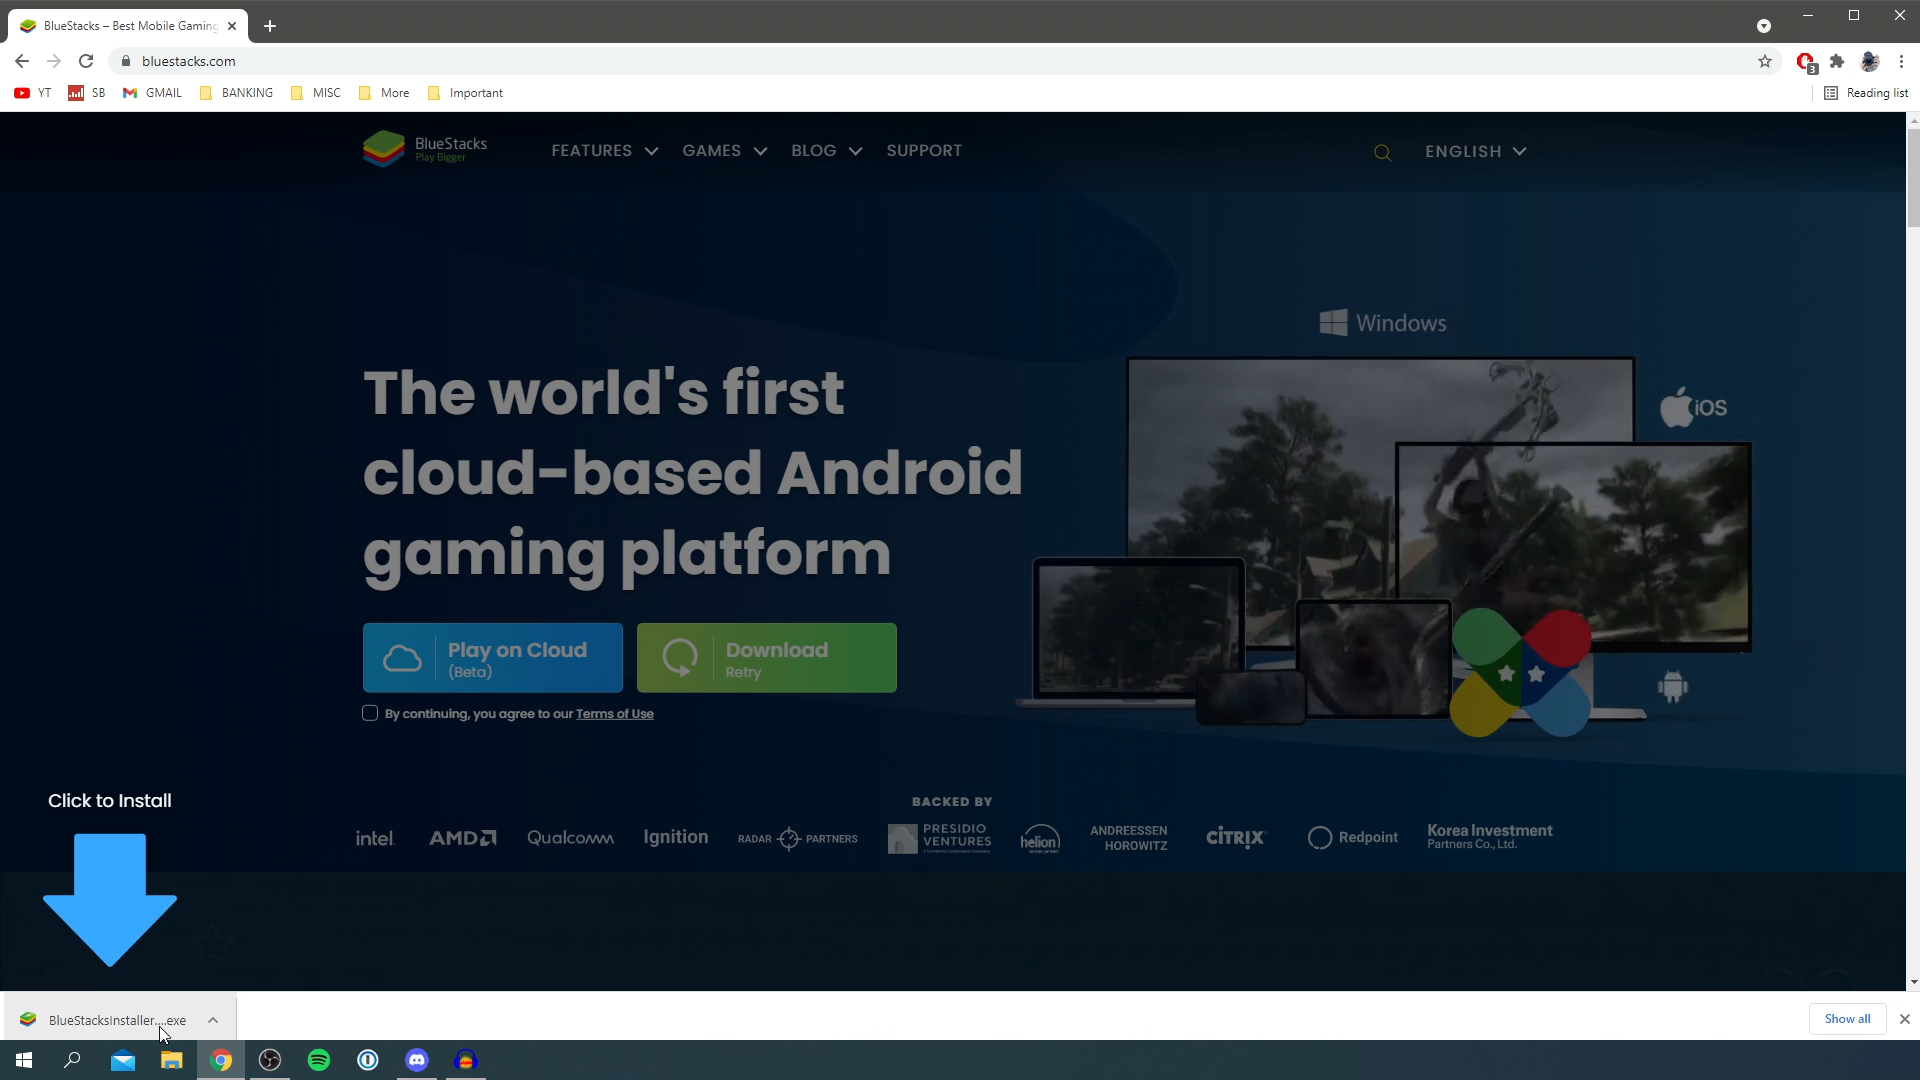 BlueStacks – Best Mobile Gaming
bluestacks.com
3
YT
SB
GMAIL
BANKING
MISC
More
Important
Reading list
BlueStacks
Play Bigger
FEATURES
GAMES
BLOG
SUPPORT
ENGLISH
Windows
iOS
The world's first
cloud-based Android
gaming platform
Play on Cloud
(Beta)
Download
Retry
By continuing, you agree to our Terms of Use
Click to Install
BACKED BY
intel.
AMD
Qualcomm
Ignition
RADAR PARTNERS
PRESIDIO
VENTURES
helion
ANDREESSEN
HOROWITZ
CITRIX
Redpoint
Korea Investment
Partners Co., Ltd.
BlueStacksInstaller....exe
Show all